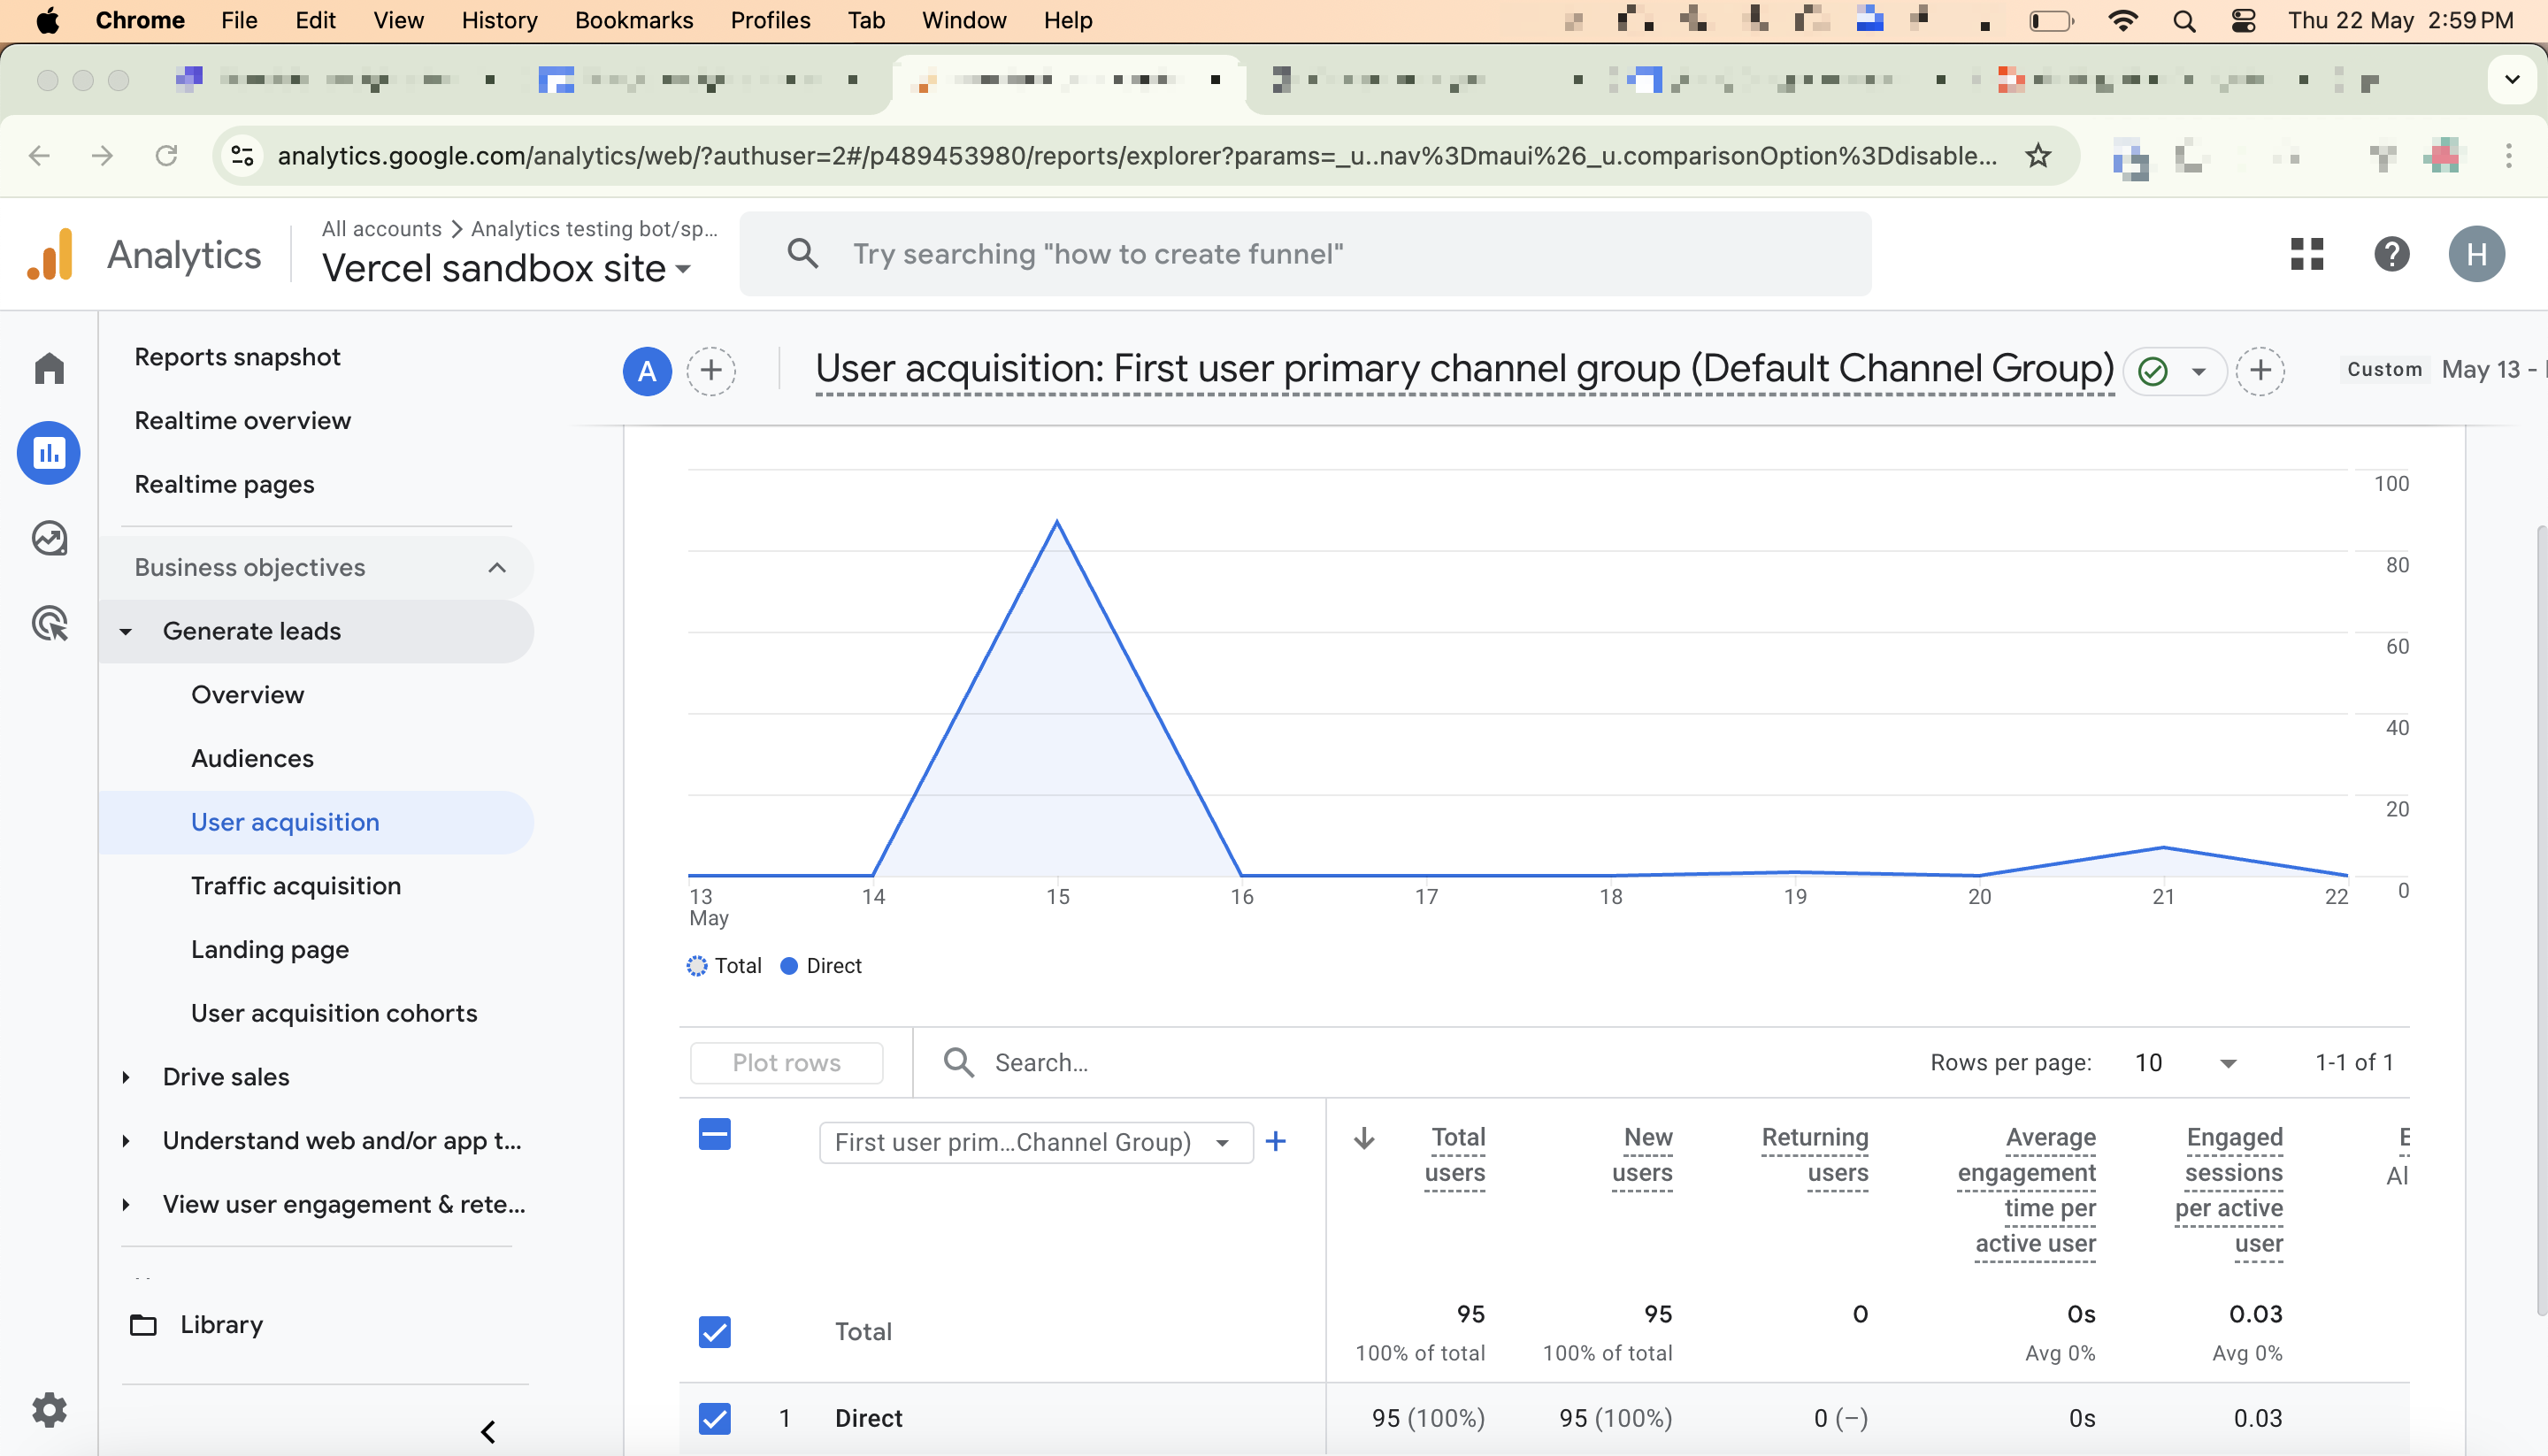 Chrome File Edit View History Bookmarks Profiles Tab Window Help Thu 22 May 2:59 PM
analytics.google.com/analytics/web/?authuser=2#/p489453980/reports/explorer?params=_u..nav%3Dmaui%26_u.comparisonOption%3Ddisable...
Analytics
All accounts > Analytics testing bot/sp...
Vercel sandbox site
Try searching "how to create funnel"
?
H
Reports snapshot
Realtime overview
Realtime pages
Business objectives
Generate leads
Overview
Audiences
User acquisition
Traffic acquisition
Landing page
User acquisition cohorts
Drive sales
Understand web and/or app t...
View user engagement & rete...
Library
A
User acquisition: First user primary channel group (Default Channel Group)
Custom May 13 -
100
80
60
40
20
0
13 14 15 16 17 18 19 20 21 22
May
Total Direct
Plot rows
Search...
Rows per page: 10 1-1 of 1
First user prim...Channel Group)
Total
users
New
users
Returning
users
Average
engagement
time per
active user
Engaged
sessions
per active
user
E
Al
Total 95 95 0 0s 0.03
100% of total 100% of total Avg 0% Avg 0%
1 Direct 95 (100%) 95 (100%) 0 (–) 0s 0.03